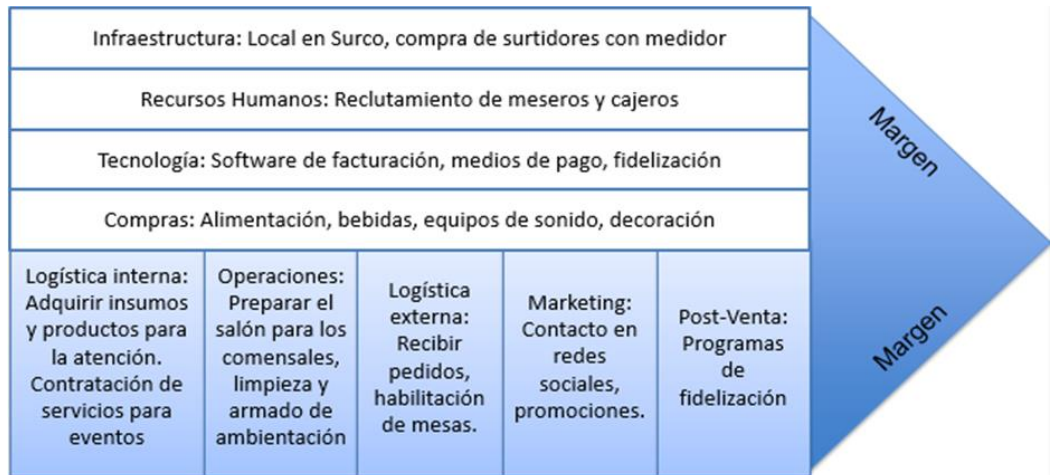 Infraestructura: Local en Surco, compra de surtidores con medidor
Recursos Humanos: Reclutamiento de meseros y cajeros
Tecnología: Software de facturación, medios de pago, fidelización
Compras: Alimentación, bebidas, equipos de sonido, decoración
Logística interna:
Adquirir insumos
y productos para
la atención.
Contratación de
servicios para
eventos
Operaciones:
Preparar el
salón para los
comensales,
limpieza y
armado de
ambientación
Logística
externa:
Recibir
pedidos,
habilitación
de mesas.
Marketing:
Contacto en
redes
sociales,
promociones.
Post-Venta:
Programas
de
fidelización
Margen
Margen